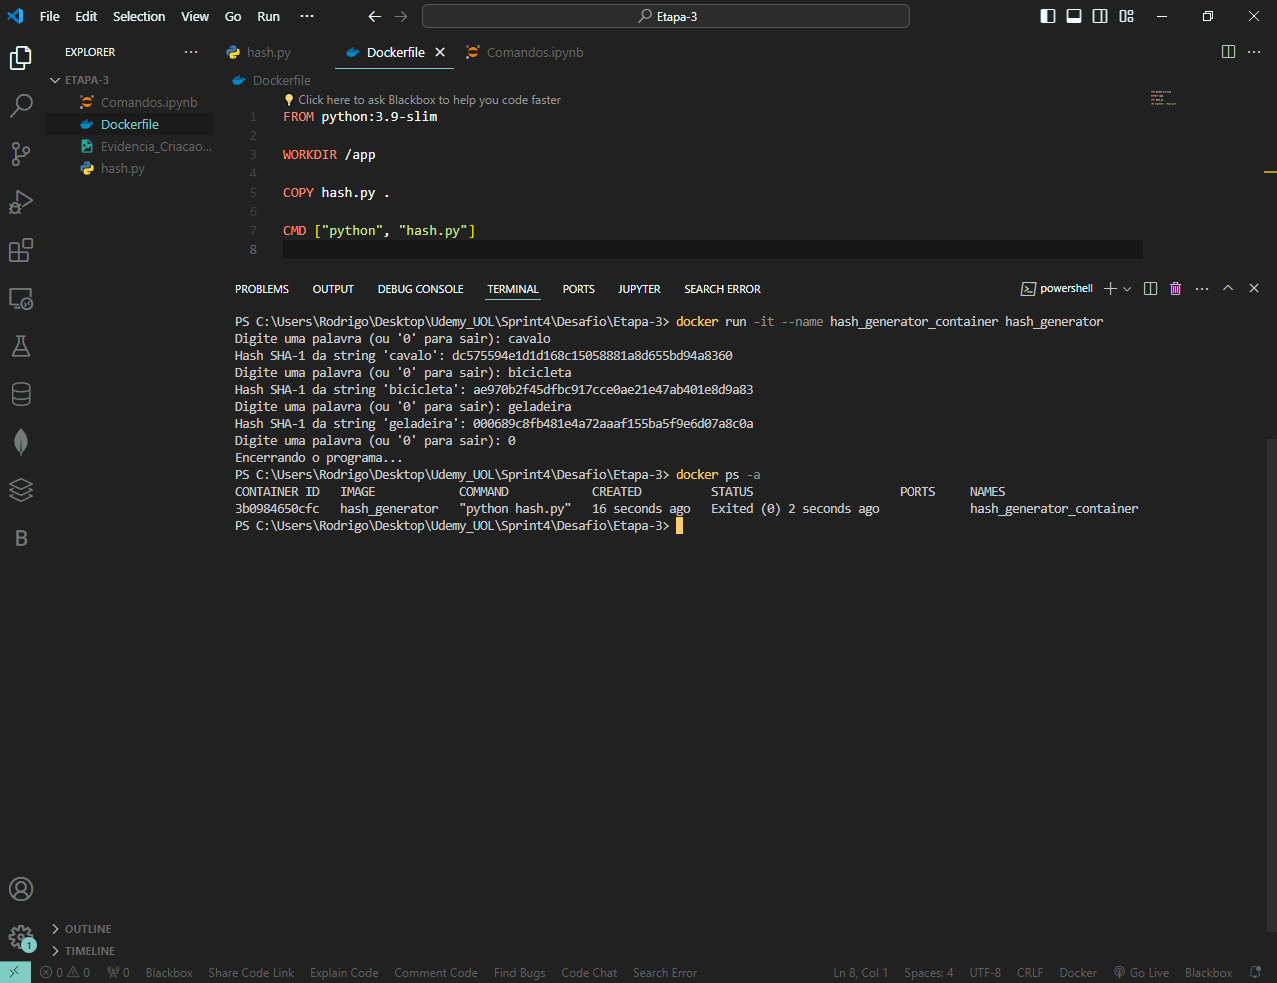 File Edit Selection View Go Run ··· Etapa-3
EXPLORER ···
ETAPA-3
Comandos.ipynb
Dockerfile
Evidencia_Criacao...
hash.py
hash.py Dockerfile Comandos.ipynb
Dockerfile
Click here to ask Blackbox to help you code faster
1 FROM python:3.9-slim
2
3 WORKDIR /app
4
5 COPY hash.py .
6
7 CMD ["python", "hash.py"]
8
PROBLEMS OUTPUT DEBUG CONSOLE TERMINAL PORTS JUPYTER SEARCH ERROR powershell
PS C:\Users\Rodrigo\Desktop\Udemy_UOL\Sprint4\Desafio\Etapa-3> docker run -it --name hash_generator_container hash_generator
Digite uma palavra (ou '0' para sair): cavalo
Hash SHA-1 da string 'cavalo': dc575594e1d1d168c15058881a8d655bd94a8360
Digite uma palavra (ou '0' para sair): bicicleta
Hash SHA-1 da string 'bicicleta': ae970b2f45dfbc917cce0ae21e47ab401e8d9a83
Digite uma palavra (ou '0' para sair): geladeira
Hash SHA-1 da string 'geladeira': 000689c8fb481e4a72aaaf155ba5f9e6d07a8c0a
Digite uma palavra (ou '0' para sair): 0
Encerrando o programa...
PS C:\Users\Rodrigo\Desktop\Udemy_UOL\Sprint4\Desafio\Etapa-3> docker ps -a
CONTAINER ID IMAGE COMMAND CREATED STATUS PORTS NAMES
3b0984650cfc hash_generator "python hash.py" 16 seconds ago Exited (0) 2 seconds ago hash_generator_container
PS C:\Users\Rodrigo\Desktop\Udemy_UOL\Sprint4\Desafio\Etapa-3>
B
1
OUTLINE
TIMELINE
0 0 0 Blackbox Share Code Link Explain Code Comment Code Find Bugs Code Chat Search Error Ln 8, Col 1 Spaces: 4 UTF-8 CRLF Docker Go Live Blackbox